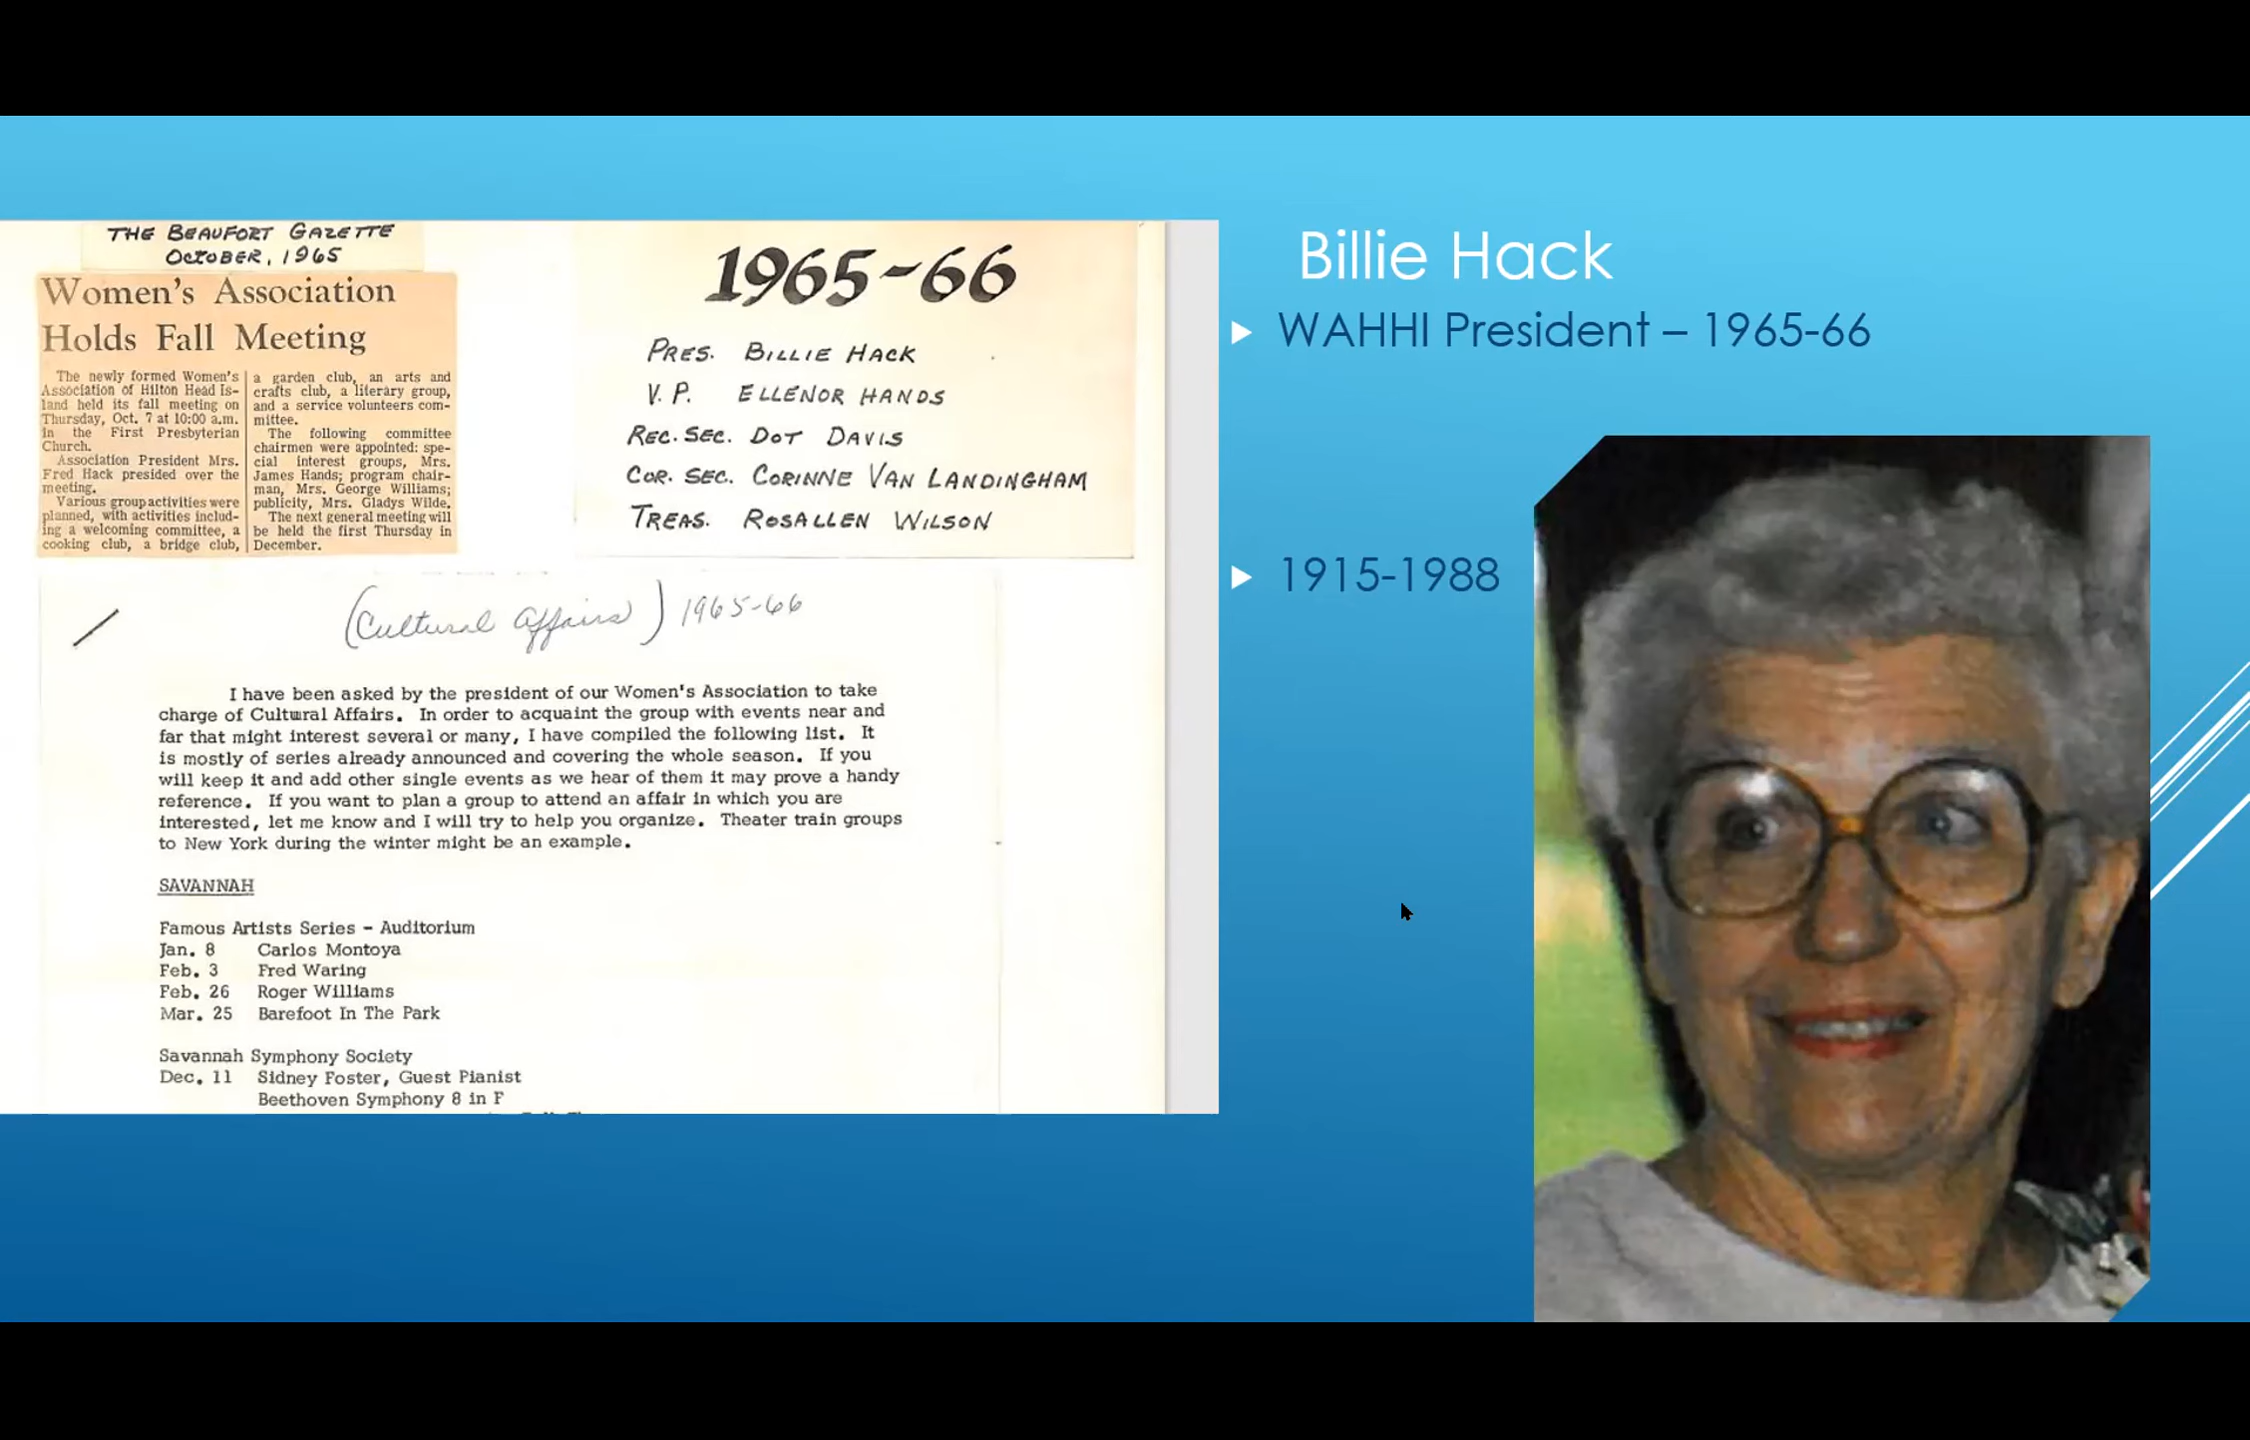 THE BEAUFORT GAZETTE
OCTOBER, 1965
Women's Association
Holds Fall Meeting
The newly formed Women's
Association of Hilton Head Is-
land held its fall meeting on
Thursday, Oct. 7 at 10:00 a.m.
in the First Presbyterian
Church.
Association President Mrs.
Fred Hack presided over the
meeting.
Various group activities were
planned, with activities includ-
ing a welcoming committee, a
cooking club, a bridge club,
a garden club, an arts and
crafts club, a literary group,
and a service volunteers com-
mittee.
The following committee
chairmen were appointed: spe-
cial interest groups, Mrs.
James Hands; program chair-
man, Mrs. George Williams;
publicity, Mrs. Gladys Wilde.
The next general meeting will
be held the first Thursday in
December.
1965-66
PRES. BILLIE HACK
V.P. ELLENOR HANDS
REC. SEC. DOT DAVIS
COR. SEC. CORINNE VAN LANDINGHAM
TREAS. ROSALLEN WILSON
(Cultural Affairs) 1965-66
I have been asked by the president of our Women's Association to take
charge of Cultural Affairs. In order to acquaint the group with events near and
far that might interest several or many, I have compiled the following list. It
is mostly of series already announced and covering the whole season. If you
will keep it and add other single events as we hear of them it may prove a handy
reference. If you want to plan a group to attend an affair in which you are
interested, let me know and I will try to help you organize. Theater train groups
to New York during the winter might be an example.
SAVANNAH
Famous Artists Series - Auditorium
Jan. 8 Carlos Montoya
Feb. 3 Fred Waring
Feb. 26 Roger Williams
Mar. 25 Barefoot In The Park
Savannah Symphony Society
Dec. 11 Sidney Foster, Guest Pianist
Beethoven Symphony 8 in F
Billie Hack
WAHHI President – 1965-66
1915-1988